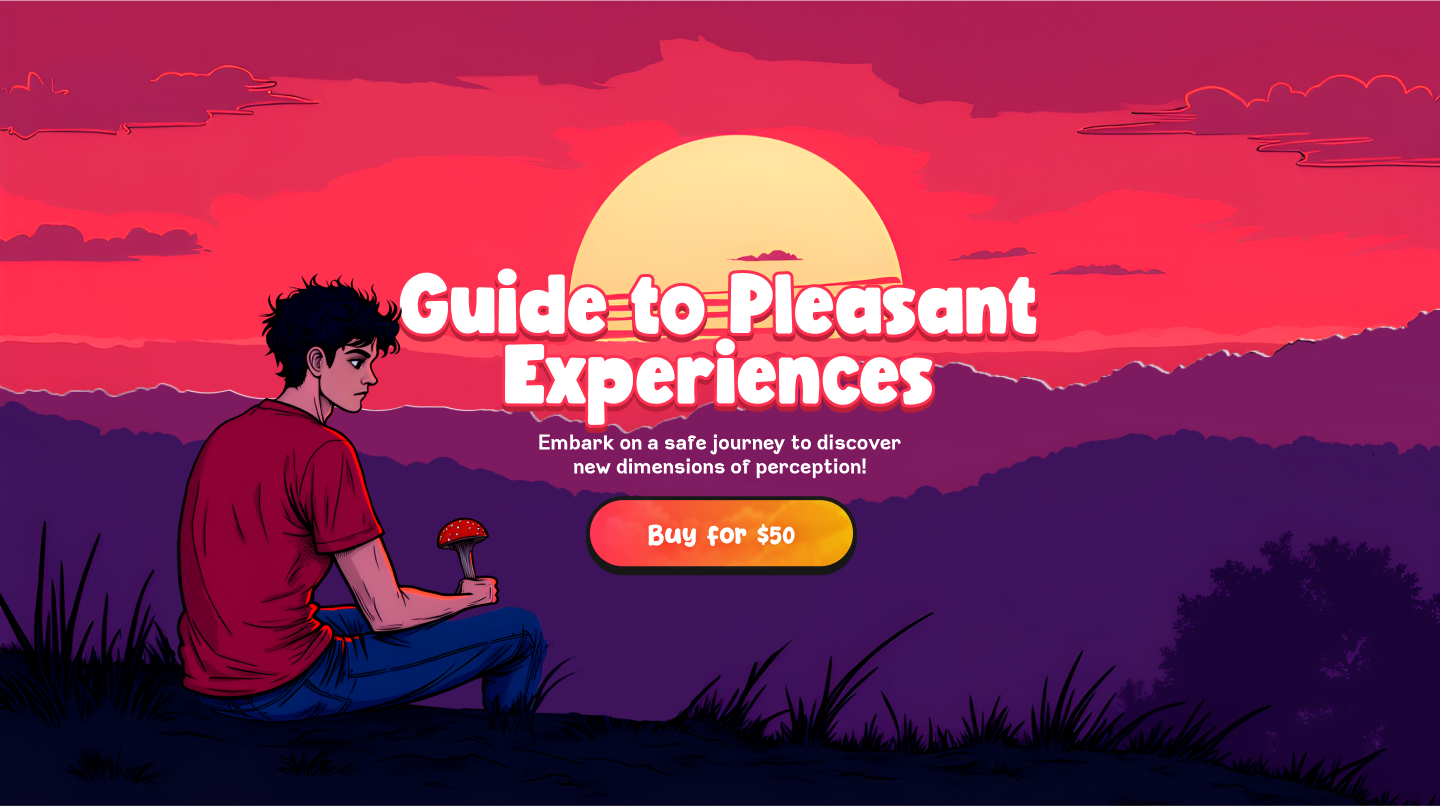 Guide to Pleasant
Experiences
Embark on a safe journey to discover
new dimensions of perception!
Buy for $50